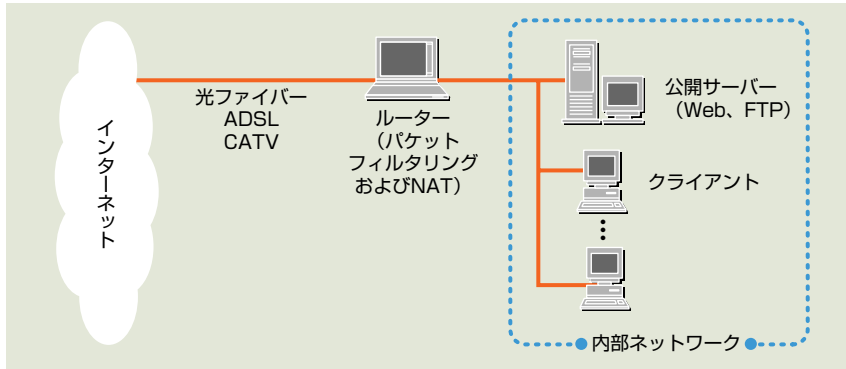 インターネット
光ファイバー
ADSL
CATV
ルーター
（パケット
フィルタリング
およびNAT）
公開サーバー
（Web、FTP）
クライアント
内部ネットワーク